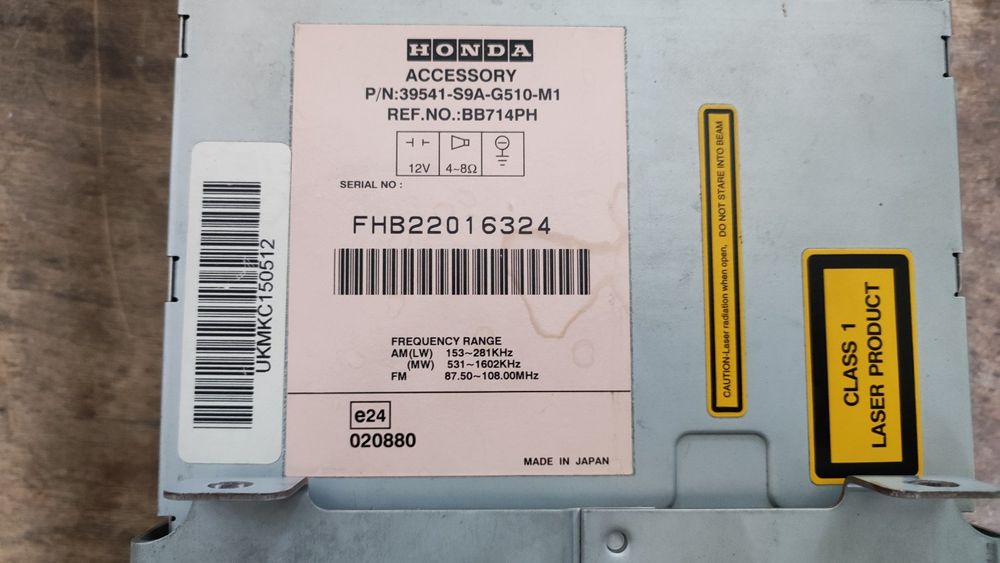 HONDA
ACCESSORY
P/N:39541-S9A-G510-M1
REF.NO.:BB714PH
12V
4~8Ω
SERIAL NO :
FHB22016324
FREQUENCY RANGE
AM(LW) 153~281KHz
(MW) 531~1602KHz
FM 87.50~108.00MHz
e24
020880
MADE IN JAPAN
UKMKC150512
CAUTION-Laser radiation when open, DO NOT STARE INTO BEAM
CLASS 1
LASER PRODUCT